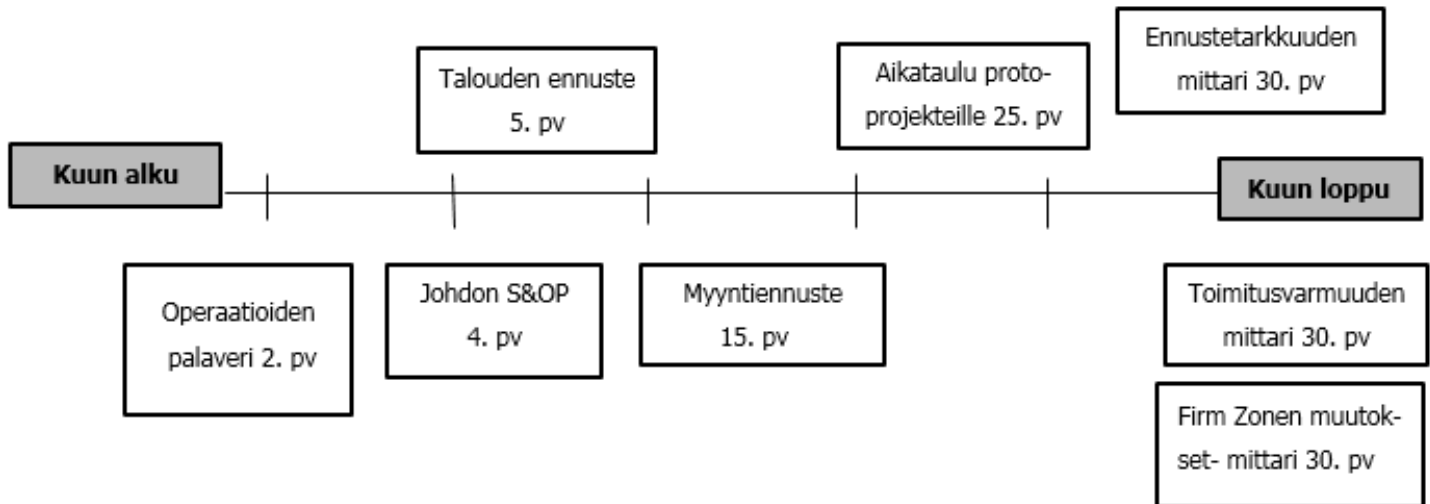 Ennustetarkkuuden
mittari 30. pv
Talouden ennuste
5. pv
Aikataulu proto-
projekteille 25. pv
Kuun alku
Kuun loppu
Operaatioiden
palaveri 2. pv
Johdon S&OP
4. pv
Myyntiennuste
15. pv
Toimitusvarmuuden
mittari 30. pv
Firm Zonen muutok-
set- mittari 30. pv